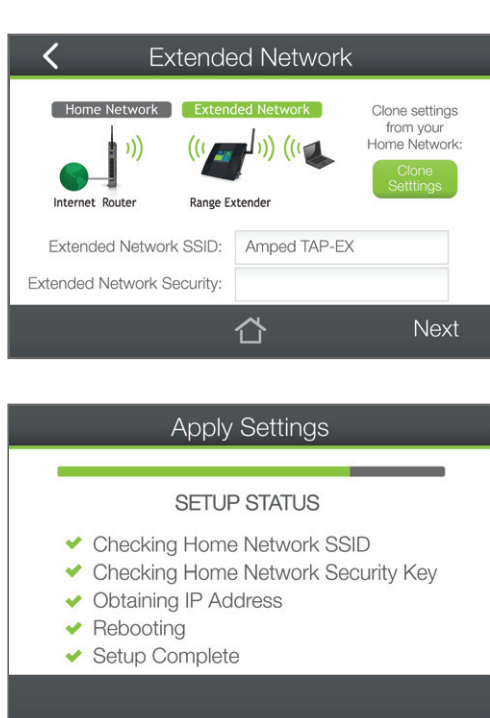 Extended Network
Home Network
Extended Network
Internet Router
Range Extender
Clone settings
from your
Home Network:
Clone
Setttings
Extended Network SSID: Amped TAP-EX
Extended Network Security:
Next
Apply Settings
SETUP STATUS
Checking Home Network SSID
Checking Home Network Security Key
Obtaining IP Address
Rebooting
Setup Complete